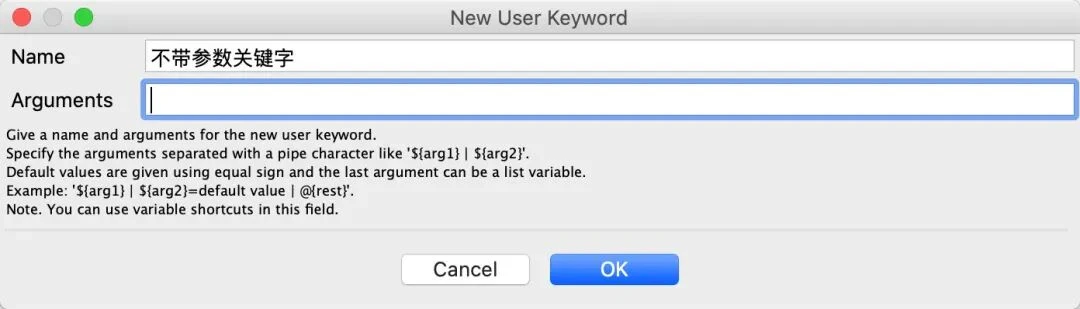 New User Keyword
Name 不带参数关键字
Arguments
Give a name and arguments for the new user keyword.
Specify the arguments separated with a pipe character like '${arg1} | ${arg2}'.
Default values are given using equal sign and the last argument can be a list variable.
Example: '${arg1} | ${arg2}=default value | @{rest}'.
Note. You can use variable shortcuts in this field.
Cancel OK